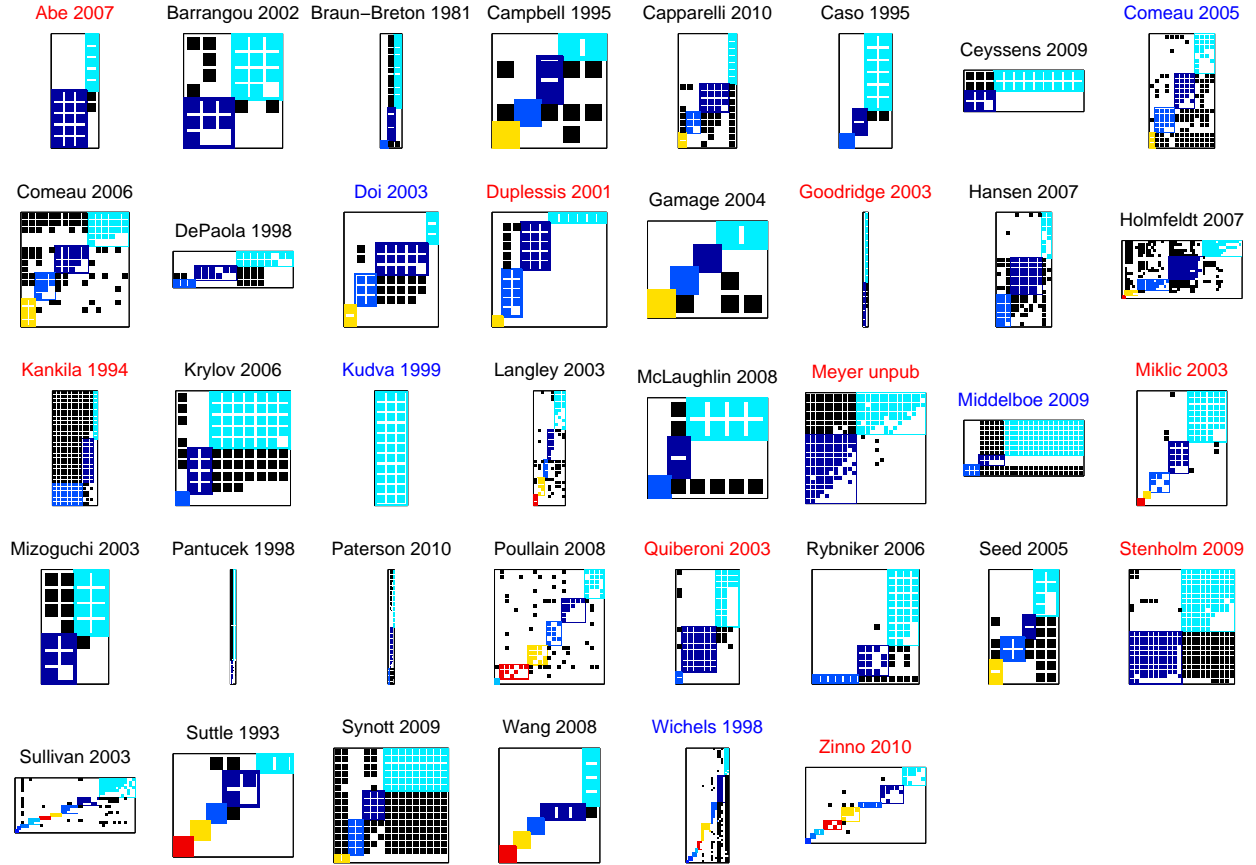 Abe 2007
Barrangou 2002
Braun−Breton 1981
Campbell 1995
Capparelli 2010
Caso 1995
Ceyssens 2009
Comeau 2005
Comeau 2006
DePaola 1998
Doi 2003
Duplessis 2001
Gamage 2004
Goodridge 2003
Hansen 2007
Holmfeldt 2007
Kankila 1994
Krylov 2006
Kudva 1999
Langley 2003
McLaughlin 2008
Meyer unpub
Middelboe 2009
Miklic 2003
Mizoguchi 2003
Pantucek 1998
Paterson 2010
Poullain 2008
Quiberoni 2003
Rybniker 2006
Seed 2005
Stenholm 2009
Sullivan 2003
Suttle 1993
Synott 2009
Wang 2008
Wichels 1998
Zinno 2010